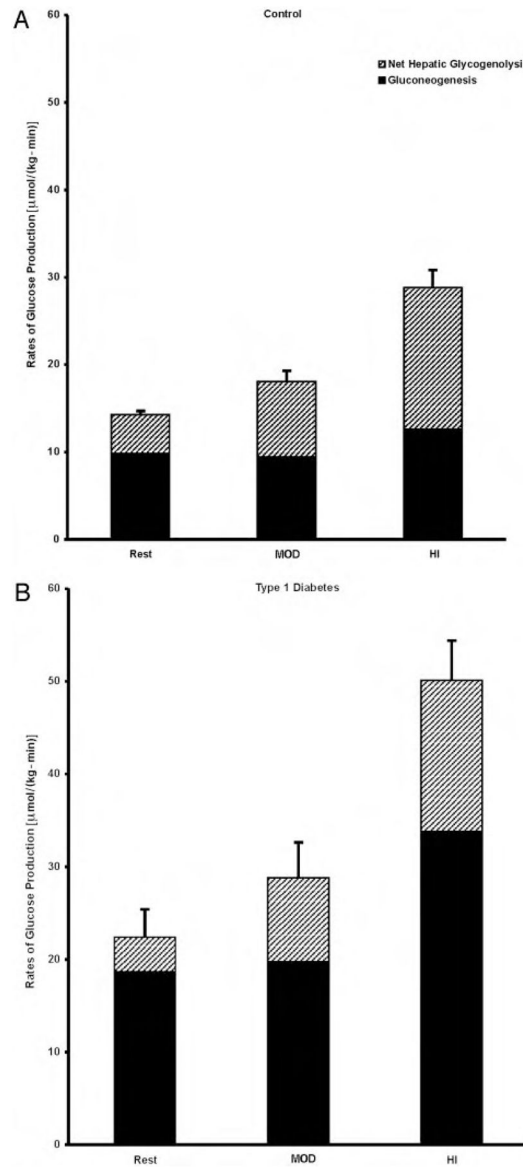 A
Control
60
50
40
30
20
10
0
Rates of Glucose Production [µmol/(kg-min)]
Net Hepatic Glycogenolysi
Gluconeogenesis
Rest
MOD
HI
B
Type 1 Diabetes
60
50
40
30
20
10
0
Rates of Glucose Production [µmol/(kg-min)]
Rest
MOD
HI